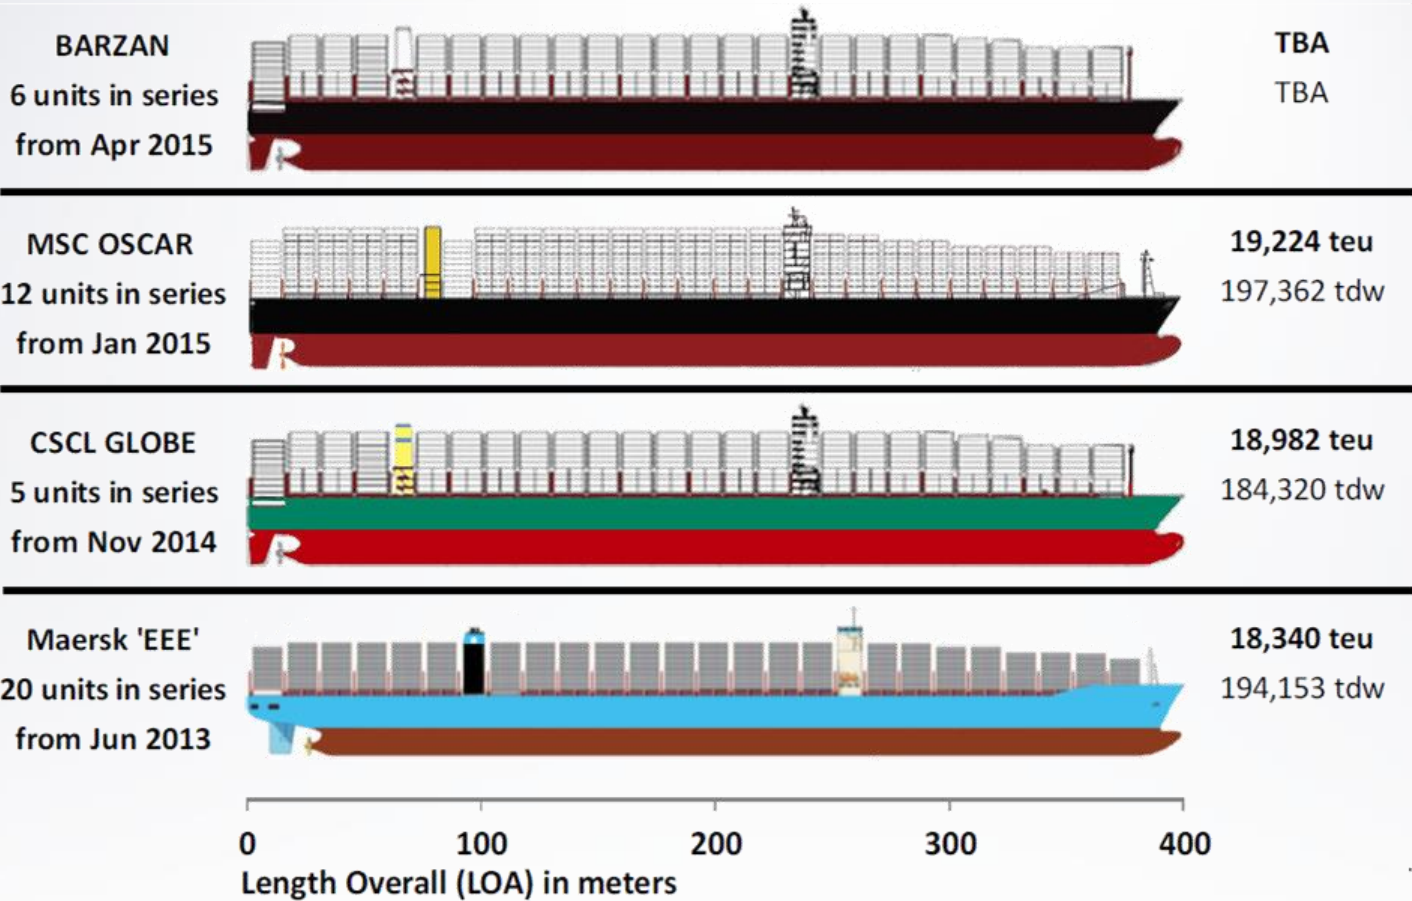 BARZAN
6 units in series
from Apr 2015
TBA
TBA
MSC OSCAR
12 units in series
from Jan 2015
19,224 teu
197,362 tdw
CSCL GLOBE
5 units in series
from Nov 2014
18,982 teu
184,320 tdw
Maersk 'EEE'
20 units in series
from Jun 2013
18,340 teu
194,153 tdw
0 100 200 300 400
Length Overall (LOA) in meters